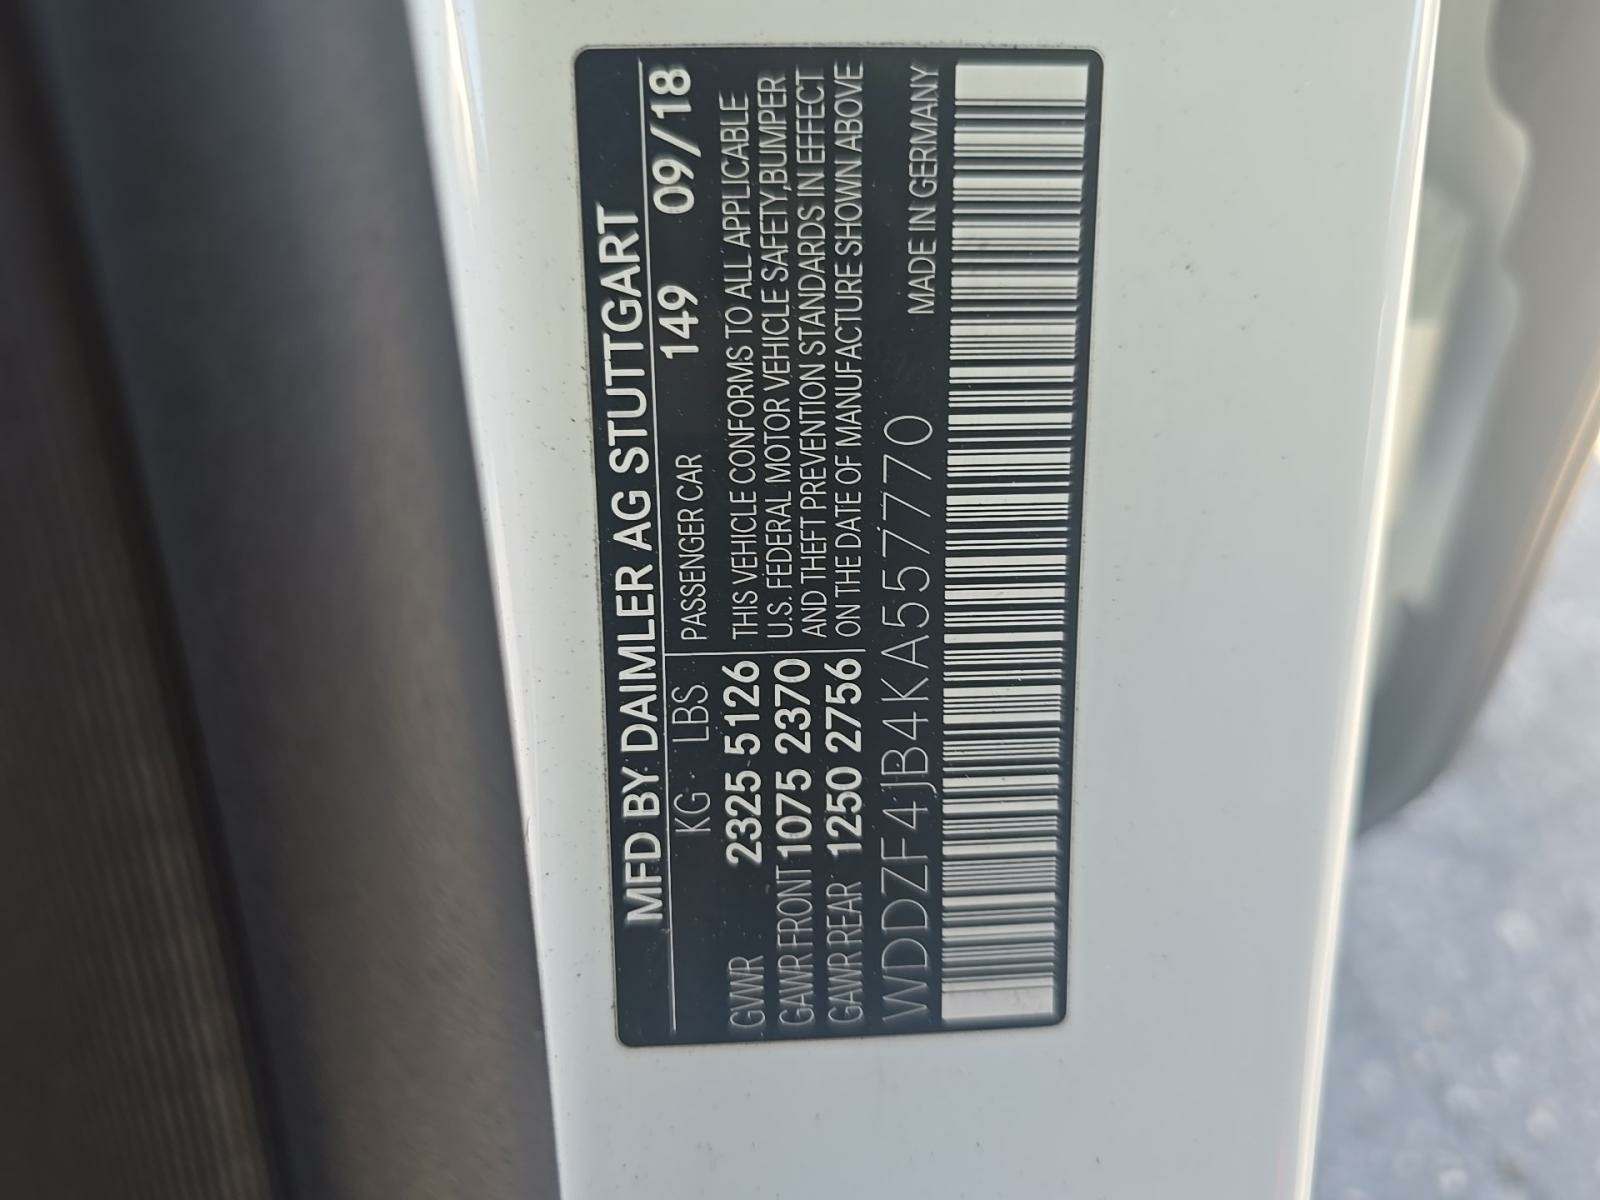 MFD BY DAIMLER AG STUTTGART
KG LBS PASSENGER CAR 149 09/18
GVWR 2325 5126 THIS VEHICLE CONFORMS TO ALL APPLICABLE
GAWR FRONT 1075 2370 U.S. FEDERAL MOTOR VEHICLE SAFETY,BUMPER
AND THEFT PREVENTION STANDARDS IN EFFECT
GAWR REAR 1250 2756 ON THE DATE OF MANUFACTURE SHOWN ABOVE
WDDZF4JB4KA557770 MADE IN GERMANY